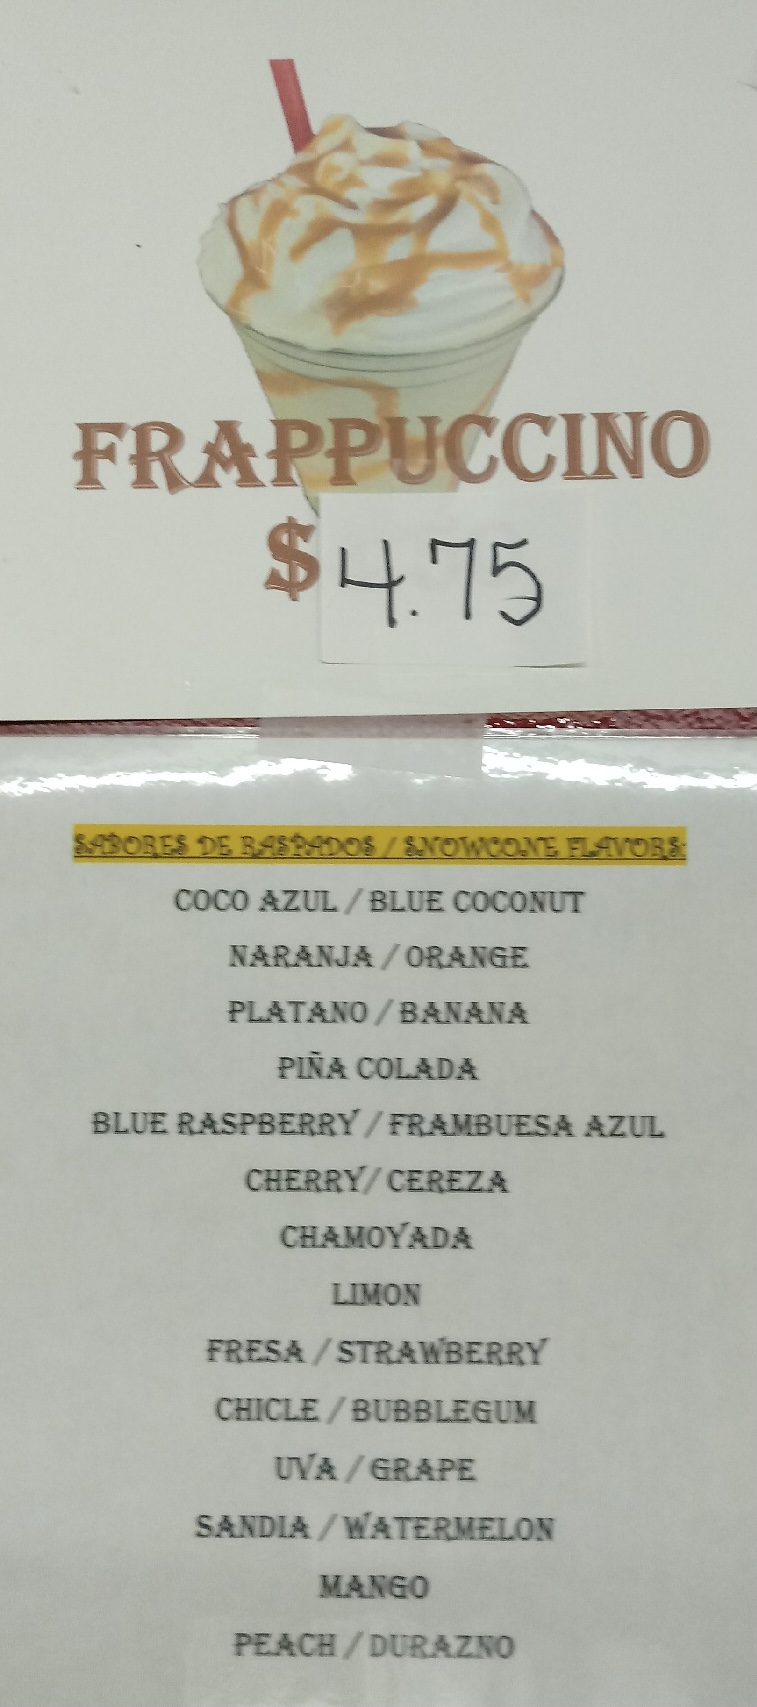 FRAPPUCCINO
$4.75
SABORES DE RASPADOS / SNOWCONE FLAVORS:
COCO AZUL / BLUE COCONUT
NARANJA / ORANGE
PLATANO / BANANA
PIÑA COLADA
BLUE RASPBERRY / FRAMBUESA AZUL
CHERRY/ CEREZA
CHAMOYADA
LIMON
FRESA / STRAWBERRY
CHICLE / BUBBLEGUM
UVA / GRAPE
SANDIA / WATERMELON
MANGO
PEACH / DURAZNO